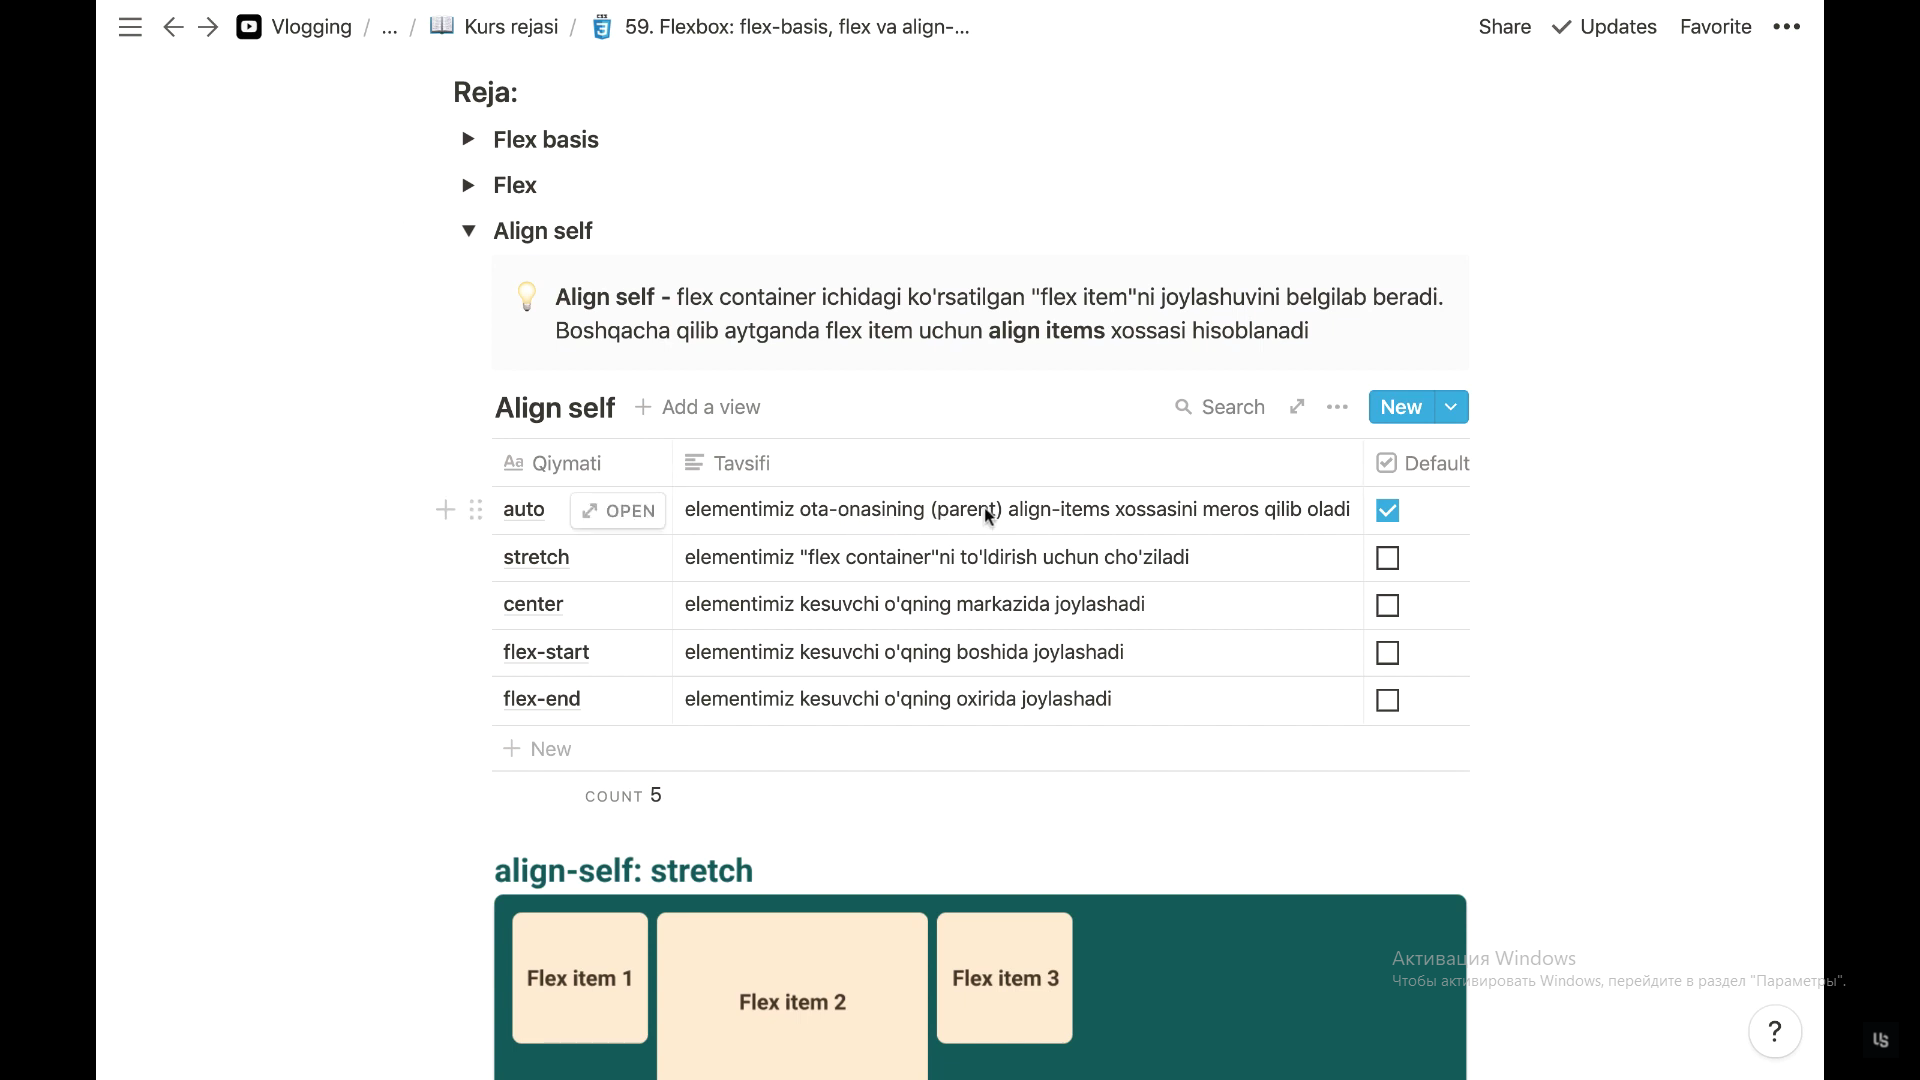 Vlogging / ... / Kurs rejasi / 59. Flexbox: flex-basis, flex va align-...
Share Updates Favorite •••
Reja:
Flex basis
Flex
Align self
Align self - flex container ichidagi ko'rsatilgan "flex item"ni joylashuvini belgilab beradi.
Boshqacha qilib aytganda flex item uchun align items xossasi hisoblanadi
Align self + Add a view Search ••• New
Aa Qiymati Tavsifi Default
auto OPEN elementimiz ota-onasining (parent) align-items xossasini meros qilib oladi
stretch elementimiz "flex container"ni to'ldirish uchun cho'ziladi
center elementimiz kesuvchi o'qning markazida joylashadi
flex-start elementimiz kesuvchi o'qning boshida joylashadi
flex-end elementimiz kesuvchi o'qning oxirida joylashadi
+ New
COUNT 5
align-self: stretch
Flex item 1
Flex item 2
Flex item 3
Активация Windows
Чтобы активировать Windows, перейдите в раздел "Параметры".
?